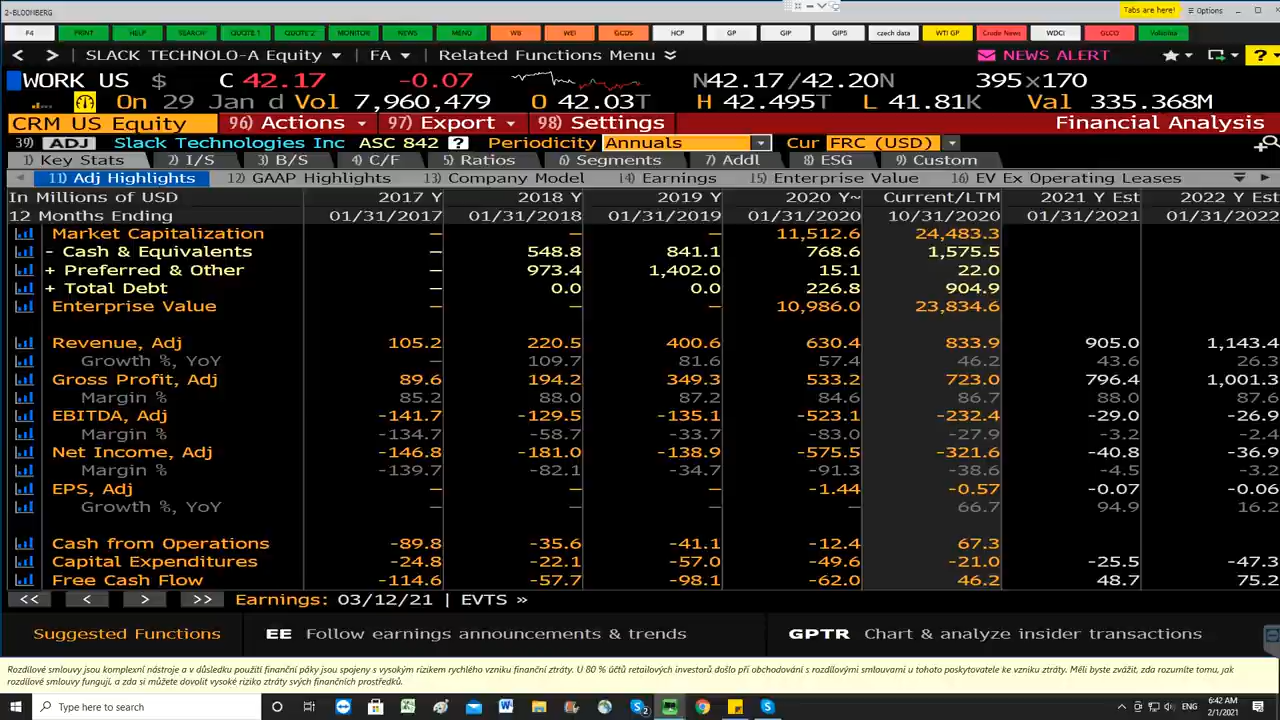 2-BLOOMBERG Tabs are here! Options
F4 PRINT HELP SEARCH QUOTE 1 QUOTE 2 MONITOR NEWS MENU WB WEI GCDS HCP GP GIP GIP5 czech data WTI GP Crude News WDCI GLCO
< > SLACK TECHNOLO-A Equity FA Related Functions Menu NEWS ALERT ?
WORK US $ C 42.17 -0.07 N42.17/42.20N 395×170
On 29 Jan d Vol 7,960,479 O 42.03T H 42.495T L 41.81K Val 335.368M
CRM US Equity 96) Actions 97) Export 98) Settings Financial Analysis
39) ADJ Slack Technologies Inc ASC 842 ? Periodicity Annuals Cur FRC (USD)
1) Key Stats 2) I/S 3) B/S 4) C/F 5) Ratios 6) Segments 7) Addl 8) ESG 9) Custom
11) Adj Highlights 12) GAAP Highlights 13) Company Model 14) Earnings 15) Enterprise Value 16) EV Ex Operating Leases
In Millions of USD 2017 Y 2018 Y 2019 Y 2020 Y~ Current/LTM 2021 Y Est 2022 Y Est
12 Months Ending 01/31/2017 01/31/2018 01/31/2019 01/31/2020 10/31/2020 01/31/2021 01/31/2022
Market Capitalization — — — 11,512.6 24,483.3
- Cash & Equivalents — 548.8 841.1 768.6 1,575.5
+ Preferred & Other — 973.4 1,402.0 15.1 22.0
+ Total Debt — 0.0 0.0 226.8 904.9
Enterprise Value — — — 10,986.0 23,834.6
Revenue, Adj 105.2 220.5 400.6 630.4 833.9 905.0 1,143.4
Growth %, YoY — 109.7 81.6 57.4 46.2 43.6 26.3
Gross Profit, Adj 89.6 194.2 349.3 533.2 723.0 796.4 1,001.3
Margin % 85.2 88.0 87.2 84.6 86.7 88.0 87.6
EBITDA, Adj -141.7 -129.5 -135.1 -523.1 -232.4 -29.0 -26.9
Margin % -134.7 -58.7 -33.7 -83.0 -27.9 -3.2 -2.4
Net Income, Adj -146.8 -181.0 -138.9 -575.5 -321.6 -40.8 -36.9
Margin % -139.7 -82.1 -34.7 -91.3 -38.6 -4.5 -3.2
EPS, Adj — — — -1.44 -0.57 -0.07 -0.06
Growth %, YoY — — — 66.7 94.9 16.2
Cash from Operations -89.8 -35.6 -41.1 -12.4 67.3
Capital Expenditures -24.8 -22.1 -57.0 -49.6 -21.0 -25.5 -47.3
Free Cash Flow -114.6 -57.7 -98.1 -62.0 46.2 48.7 75.2
<< < > >> Earnings: 03/12/21 | EVTS »
Suggested Functions EE Follow earnings announcements & trends GPTR Chart & analyze insider transactions
Rozdílové smlouvy jsou komplexní nástroje a v důsledku použití finanční páky jsou spojeny s vysokým rizikem rychlého vzniku finanční ztráty. U 80 % účtů retailových investorů došlo při obchodování s rozdílovými smlouvami u tohoto poskytovatele ke vzniku ztráty. Měli byste zvážit, zda rozumíte tomu, jak
rozdílové smlouvy fungují, a zda si můžete dovolit vysoké riziko ztráty svých finančních prostředků.
Type here to search
6:42 AM
2/1/2021